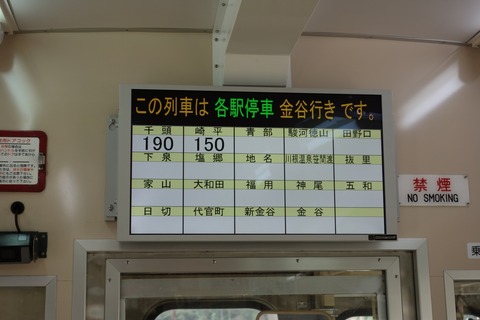 この列車は 各駅停車 金谷行き です。
千頭 崎平 青部 駿河徳山 田野口
190 150
下泉 塩郷 地名 川根温泉笹間渡 抜里
家山 大和田 福用 神尾 五和
日切 代官町 新金谷 金谷
禁煙
NO SMOKING